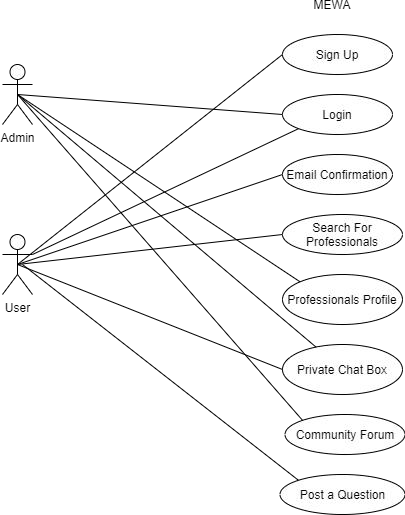 MEWA
Sign Up
Admin
Login
Email Confirmation
Search For
Professionals
User
Professionals Profile
Private Chat Box
Community Forum
Post a Question